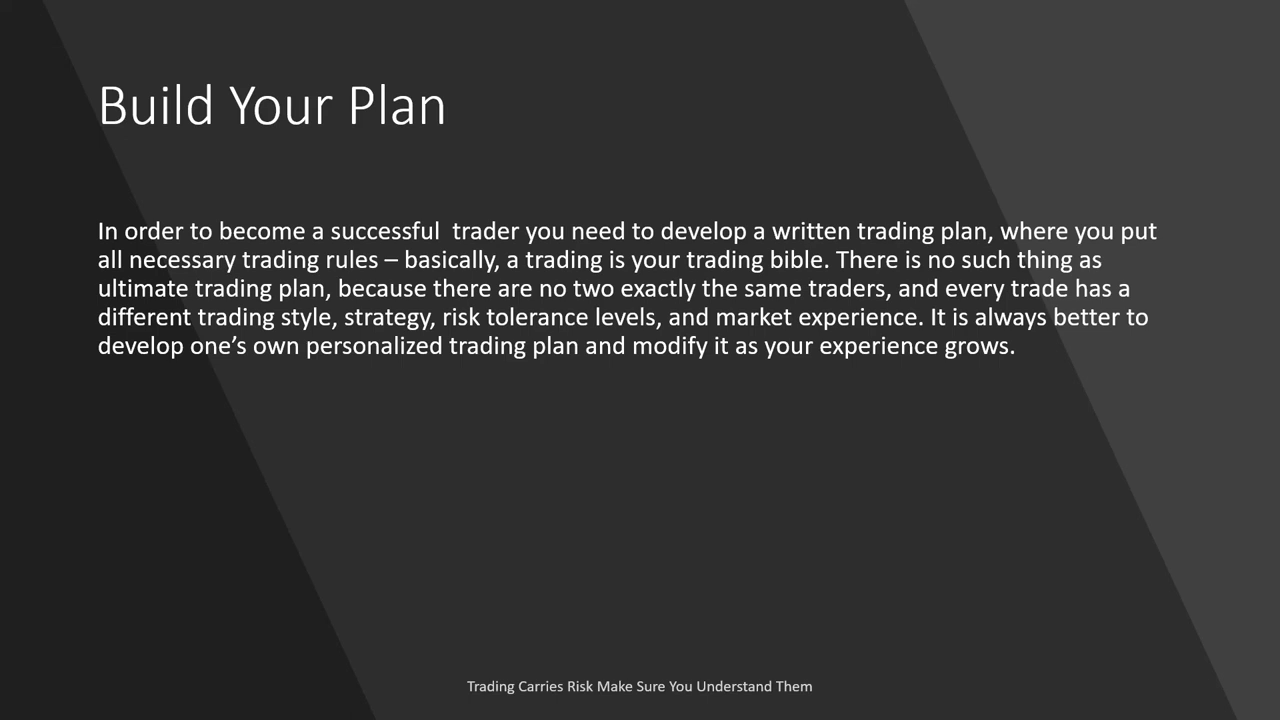 Build Your Plan
In order to become a successful  trader you need to develop a written trading plan, where you put
all necessary trading rules – basically, a trading is your trading bible. There is no such thing as
ultimate trading plan, because there are no two exactly the same traders, and every trade has a
different trading style, strategy, risk tolerance levels, and market experience. It is always better to
develop one’s own personalized trading plan and modify it as your experience grows.
Trading Carries Risk Make Sure You Understand Them